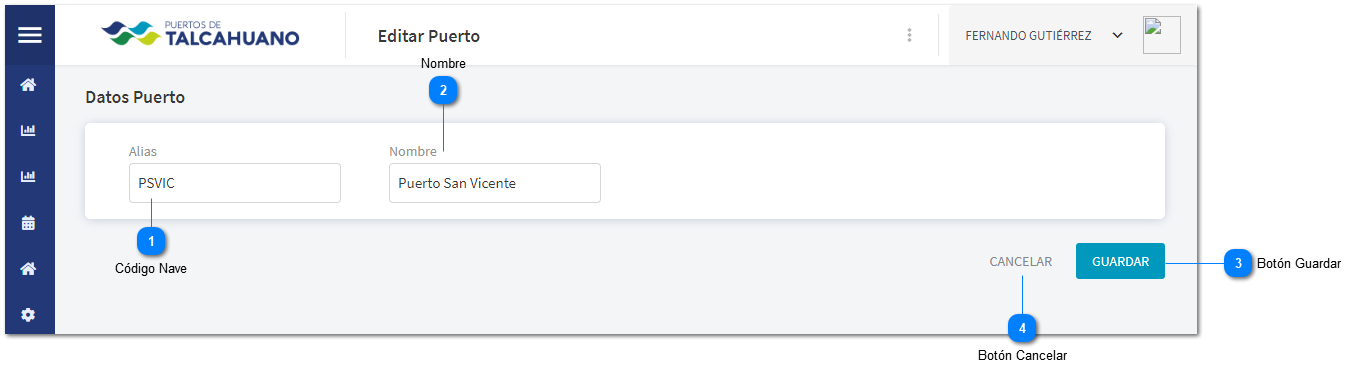 PUERTOS DE
TALCAHUANO
Editar Puerto
FERNANDO GUTIÉRREZ
Nombre
2
Datos Puerto
Alias
Nombre
PSVIC
Puerto San Vicente
1
Código Nave
CANCELAR
GUARDAR
3
Botón Guardar
4
Botón Cancelar